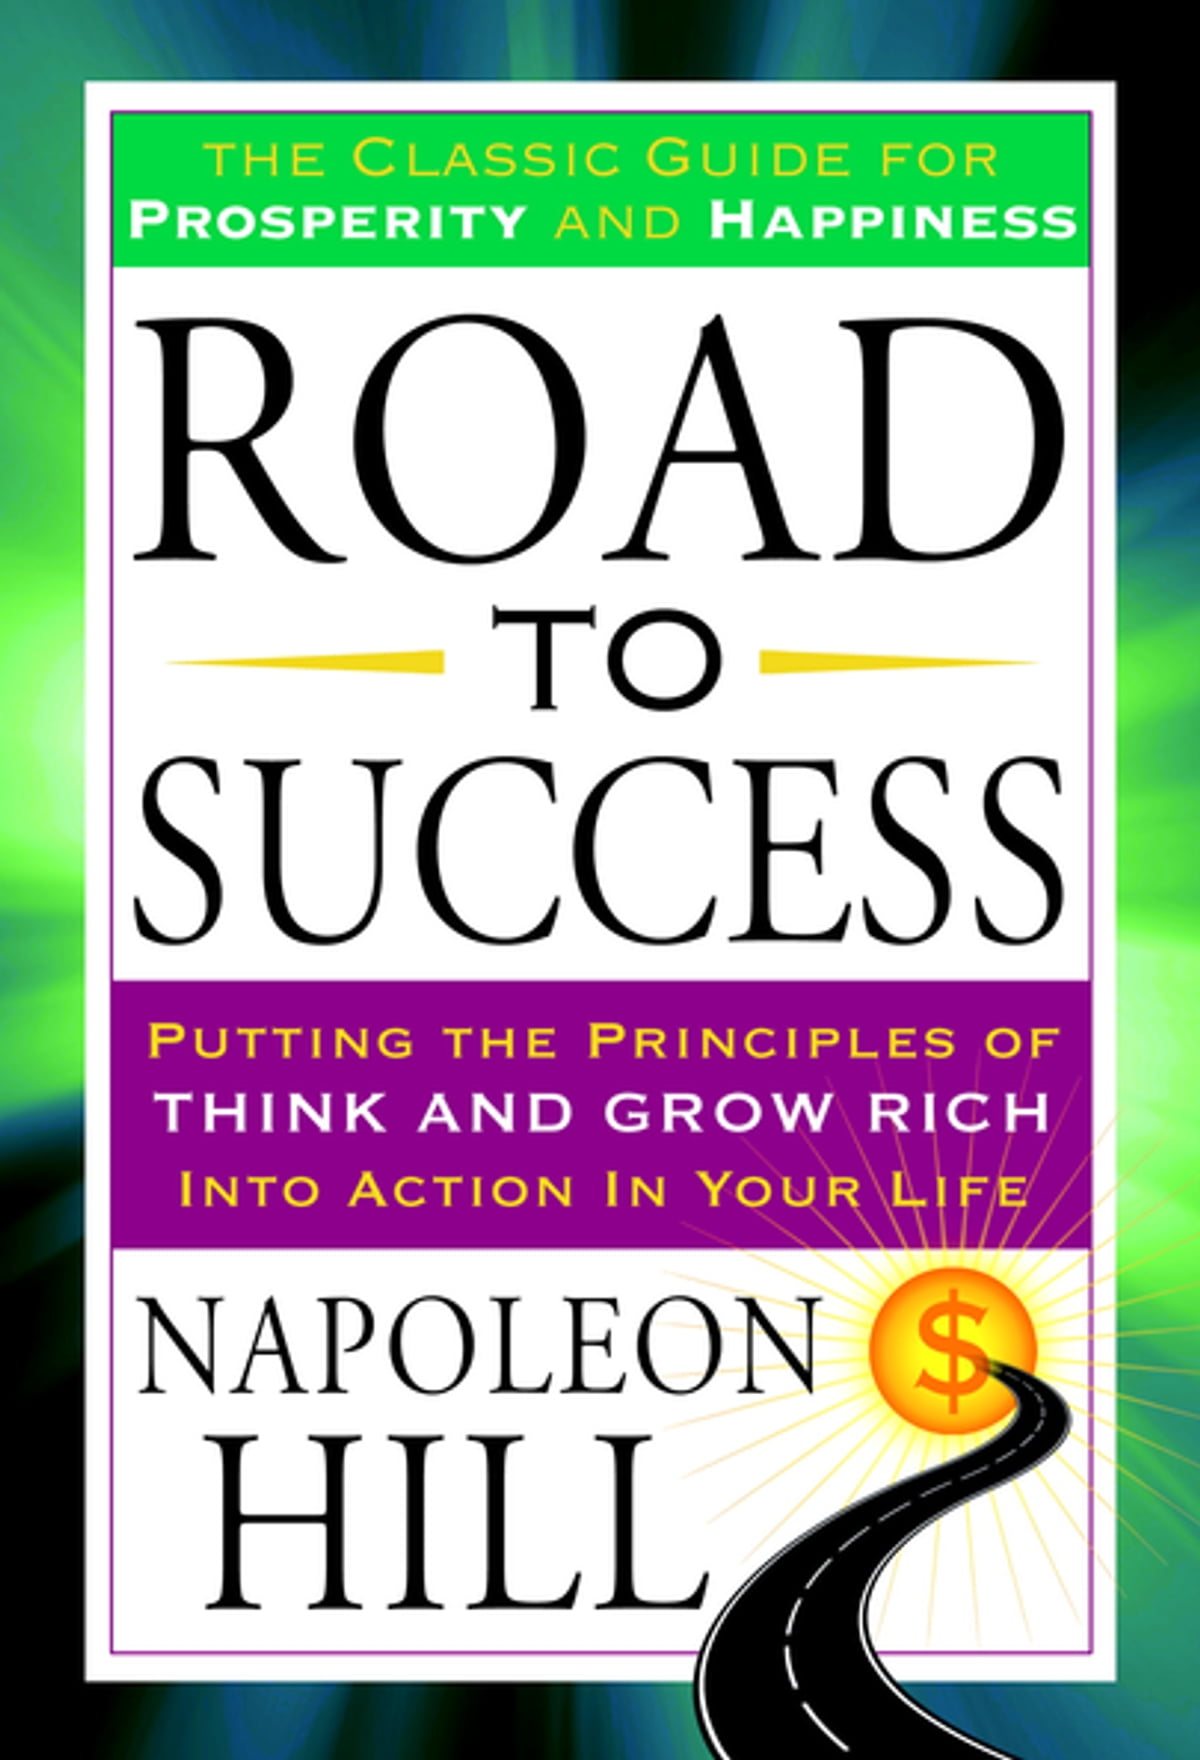 THE CLASSIC GUIDE FOR
PROSPERITY AND HAPPINESS
ROAD
TO
SUCCESS
PUTTING THE PRINCIPLES OF
THINK AND GROW RICH
INTO ACTION IN YOUR LIFE
NAPOLEON
$
HILL